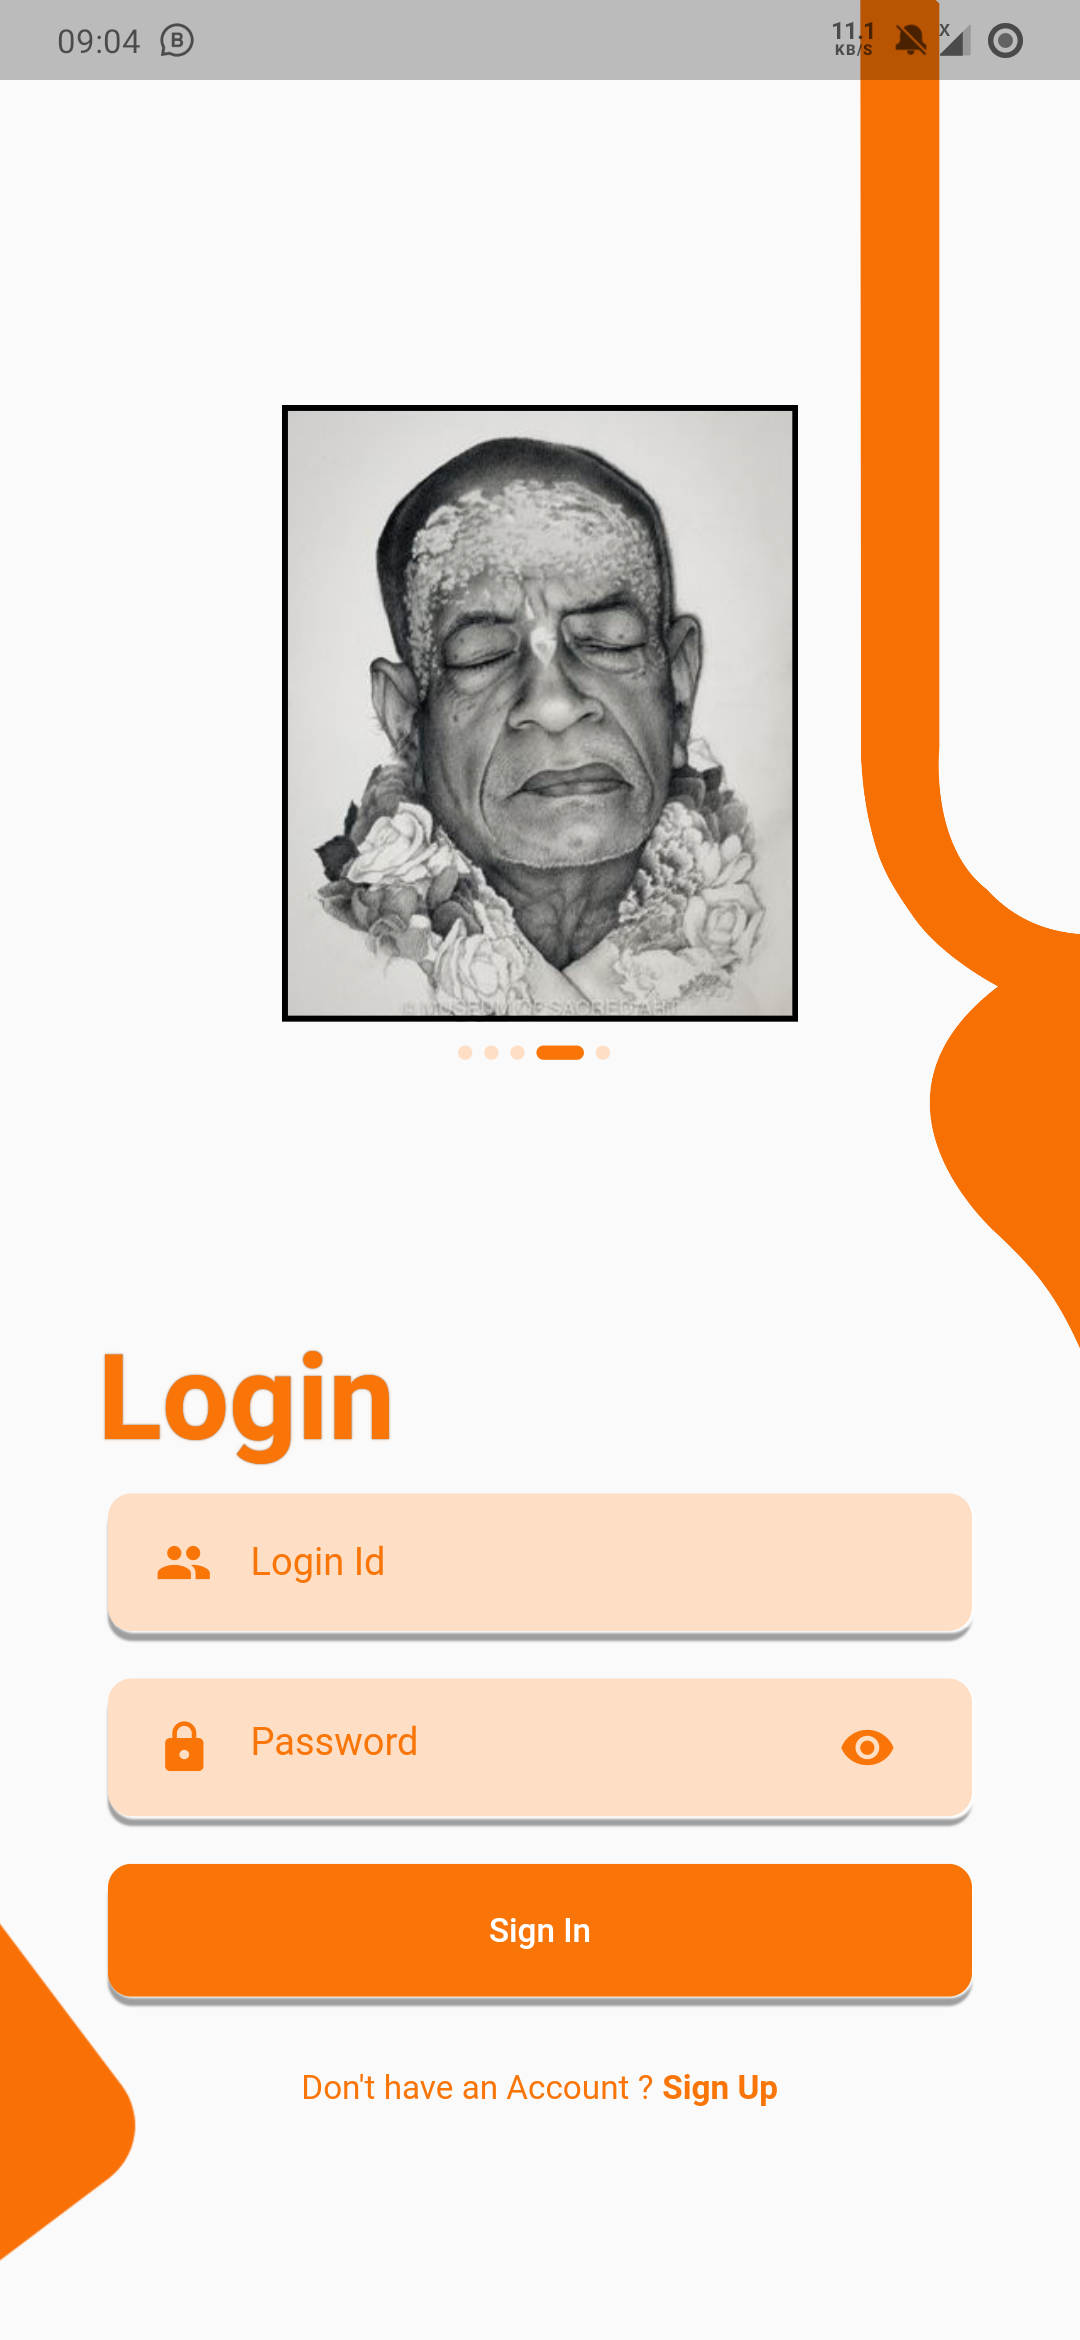 09:04
11.1
KB/S
X
©MUSEUM OF SACRED ART
Login
Login Id
Password
Sign In
Don't have an Account ? Sign Up